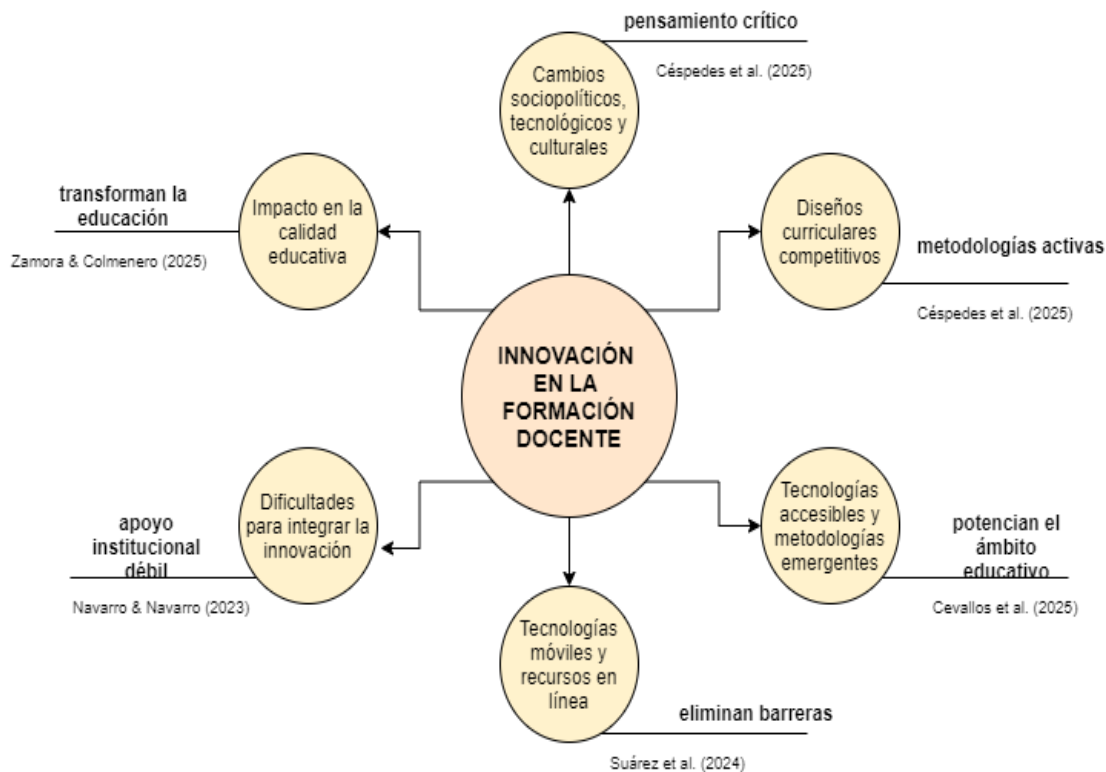 pensamiento crítico
Céspedes et al. (2025)
Cambios
sociopolíticos,
tecnológicos y
culturales
transforman la
educación
Zamora & Colmenero (2025)
Impacto en la
calidad
educativa
Diseños
curriculares
competitivos
metodologías activas
Céspedes et al. (2025)
INNOVACIÓN
EN LA
FORMACIÓN
DOCENTE
Dificultades
para integrar la
innovación
apoyo
institucional
débil
Navarro & Navarro (2023)
Tecnologías
accesibles y
metodologías
emergentes
potencian el
ámbito
educativo
Cevallos et al. (2025)
Tecnologías
móviles y
recursos en
línea
eliminan barreras
Suárez et al. (2024)